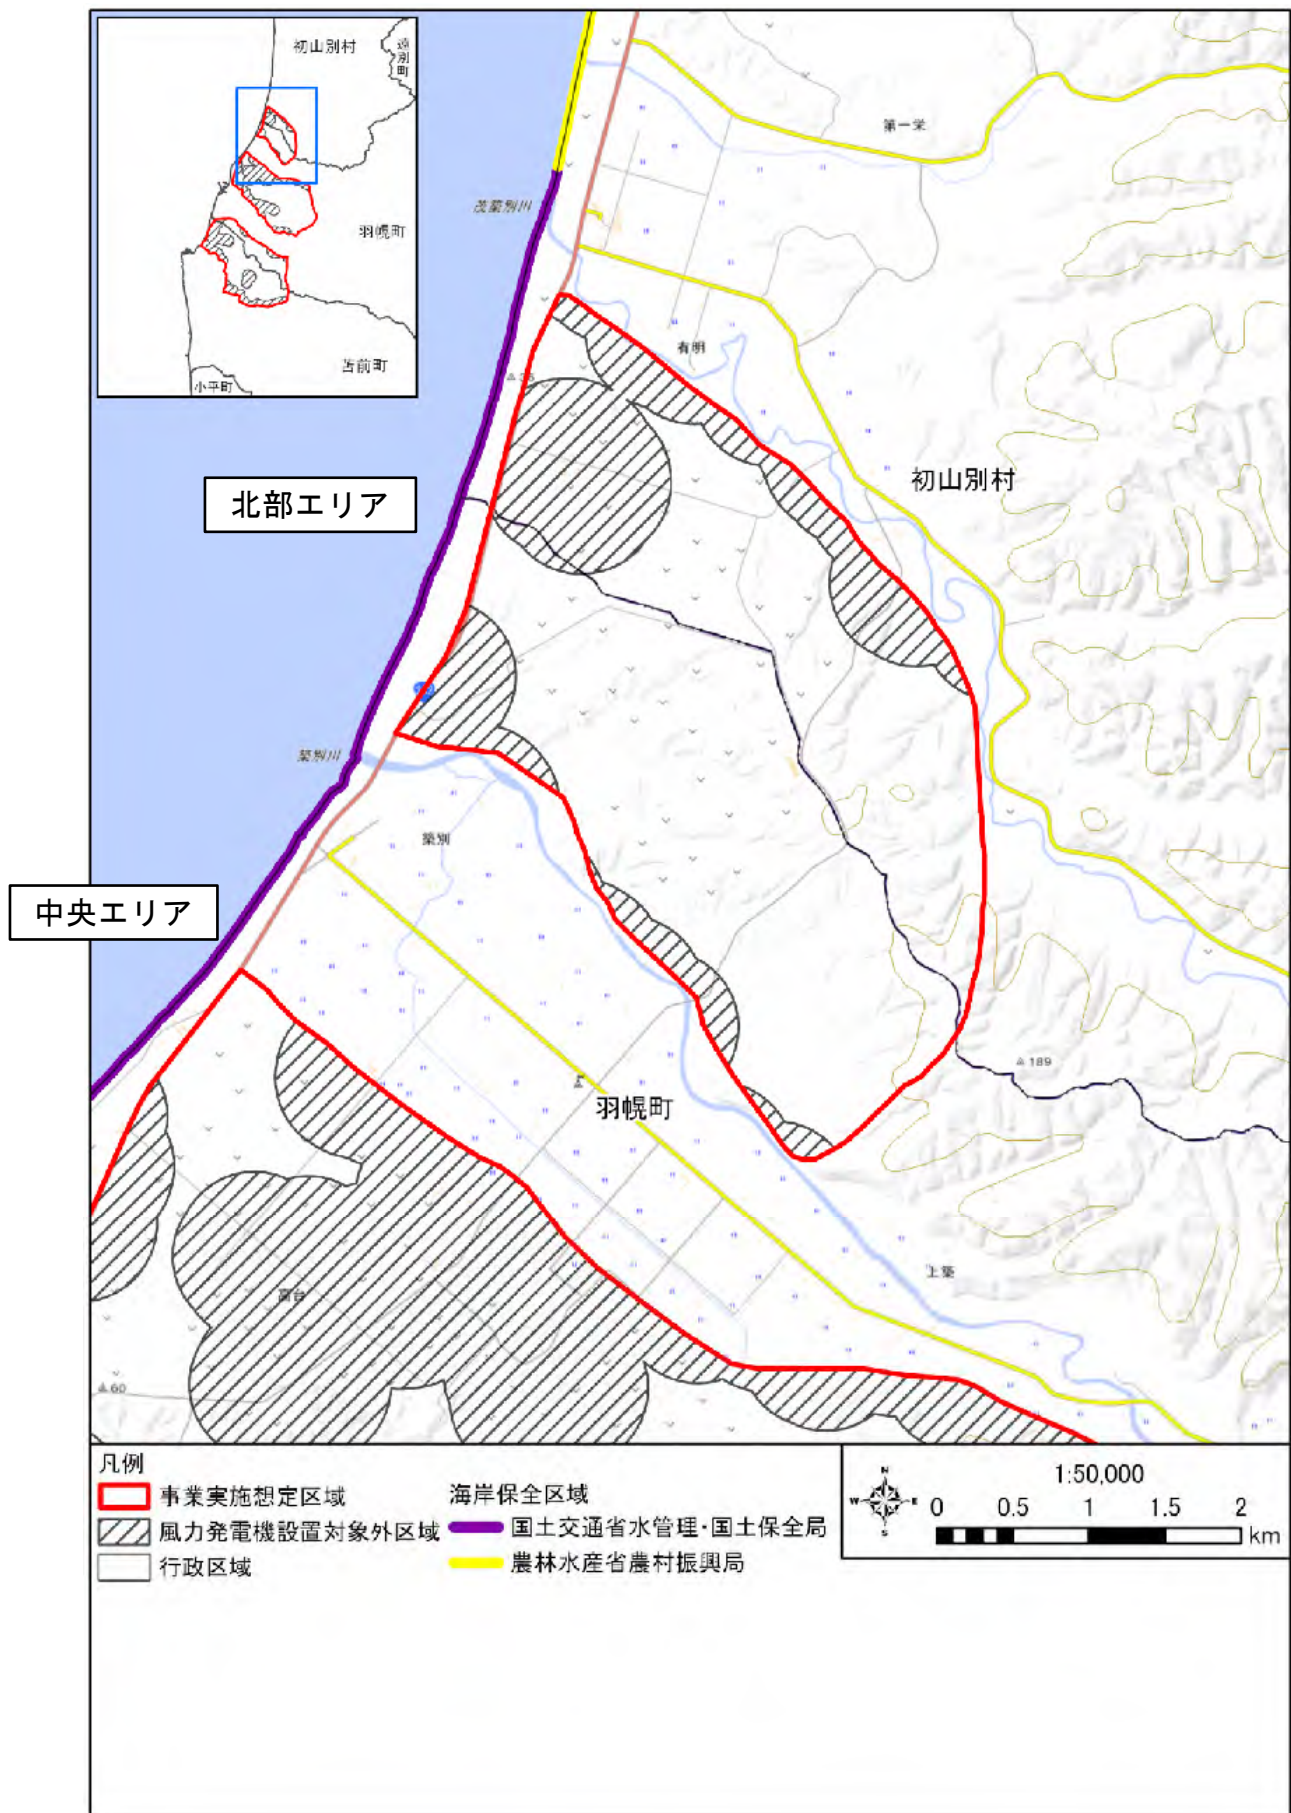 初山別村
遠別町
羽幌町
苫前町
小平町
第一栄
茂築別川
有明
初山別村
北部エリア
築別川
築別
中央エリア
189
羽幌町
上築
高台
60
凡例
事業実施想定区域
風力発電機設置対象外区域
行政区域
海岸保全区域
国土交通省水管理・国土保全局
農林水産省農村振興局
N
W E
S
1:50,000
0 0.5 1 1.5 2
km